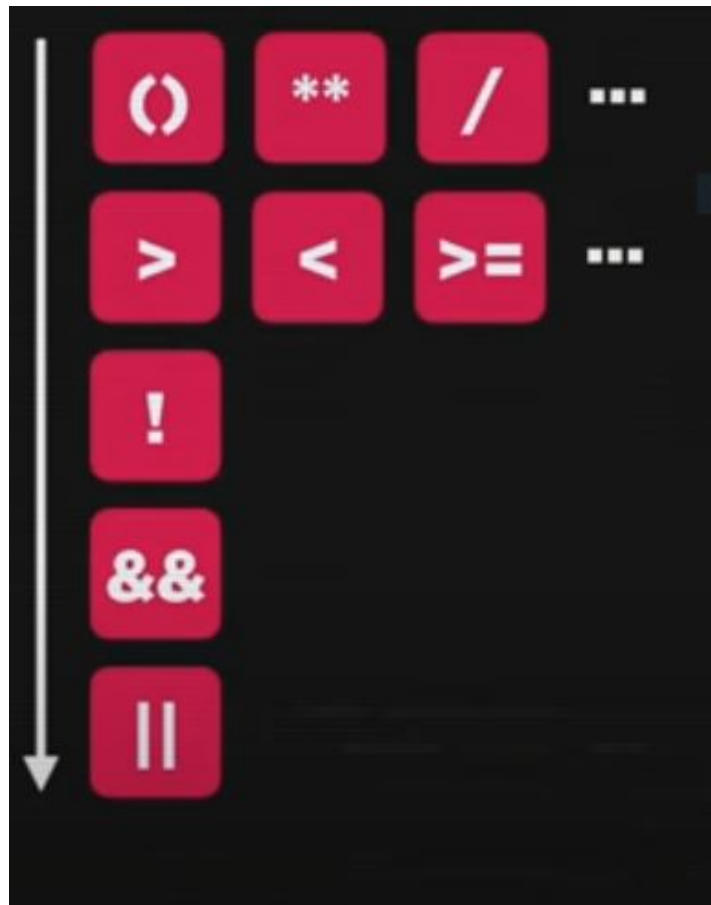 () ** / ...
> < >= ...
!
&&
||